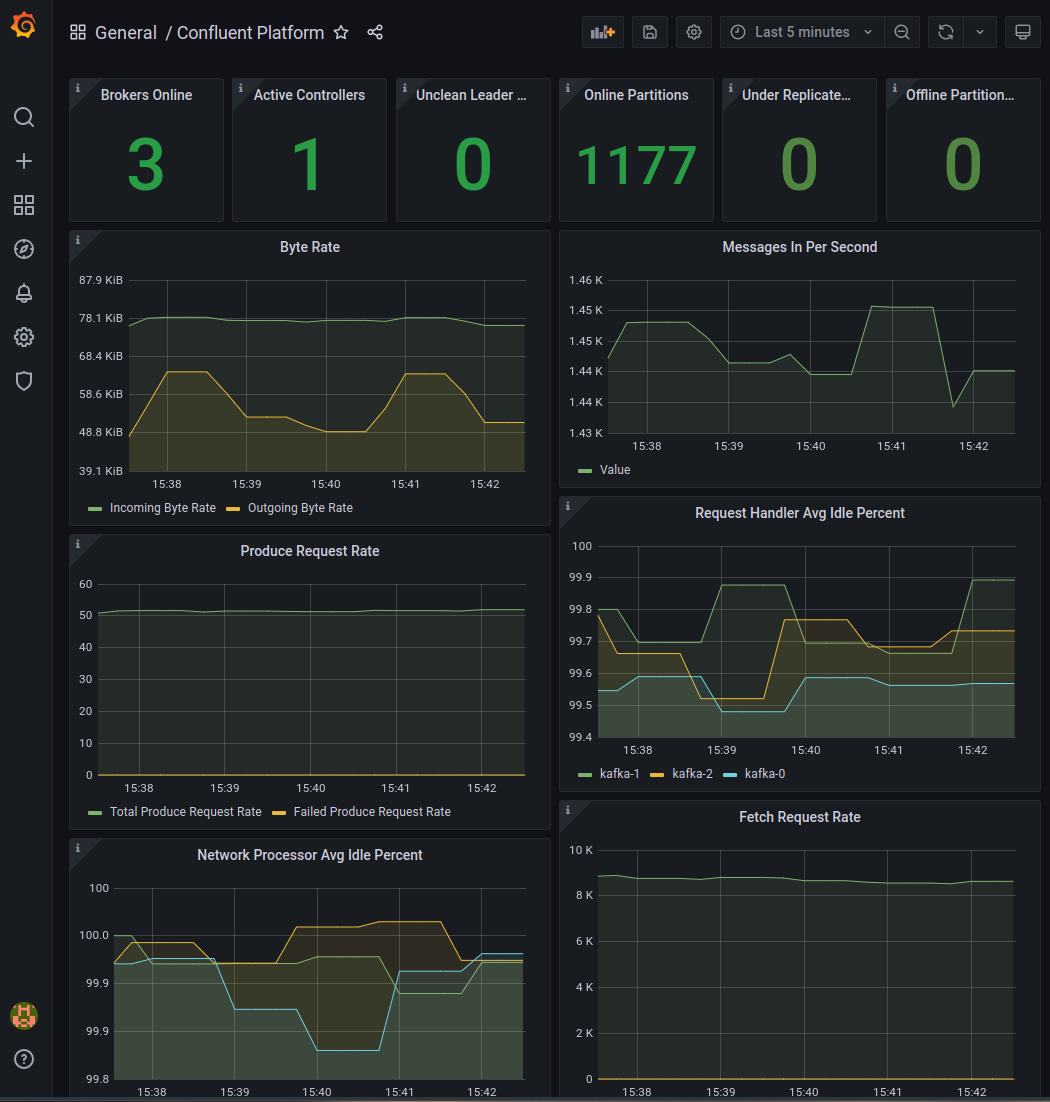 General / Confluent Platform
Last 5 minutes
Brokers Online
3
Active Controllers
1
Unclean Leader ...
0
Online Partitions
1177
Under Replicate...
0
Offline Partition...
0
Byte Rate
87.9 KiB
78.1 KiB
68.4 KiB
58.6 KiB
48.8 KiB
39.1 KiB
15:38 15:39 15:40 15:41 15:42
Incoming Byte Rate Outgoing Byte Rate
Messages In Per Second
1.46 K
1.45 K
1.45 K
1.44 K
1.44 K
1.43 K
15:38 15:39 15:40 15:41 15:42
Value
Produce Request Rate
60
50
40
30
20
10
0
15:38 15:39 15:40 15:41 15:42
Total Produce Request Rate Failed Produce Request Rate
Request Handler Avg Idle Percent
100
99.9
99.8
99.7
99.6
99.5
99.4
15:38 15:39 15:40 15:41 15:42
kafka-1 kafka-2 kafka-0
Network Processor Avg Idle Percent
100
100.0
99.9
99.9
99.8
15:38 15:39 15:40 15:41 15:42
Fetch Request Rate
10 K
8 K
6 K
4 K
2 K
0
15:38 15:39 15:40 15:41 15:42